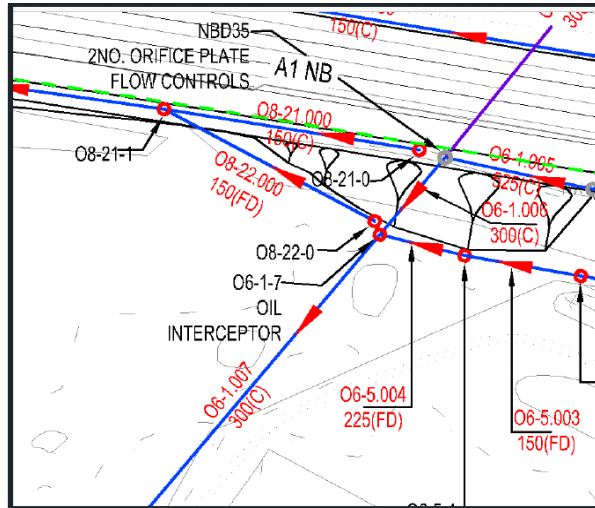 150(C)
300(
NBD35
2NO. ORIFICE PLATE
FLOW CONTROLS
A1 NB
O8-21.000
150(C)
O8-21-1
O8-21-0
O6-1.005
525(C)
O8-22.000
150(FD)
O6-1.006
300(C)
O8-22-0
O6-1-7
OIL
INTERCEPTOR
O6-1.007
300(C)
O6-5.004
225(FD)
O6-5.003
150(FD)